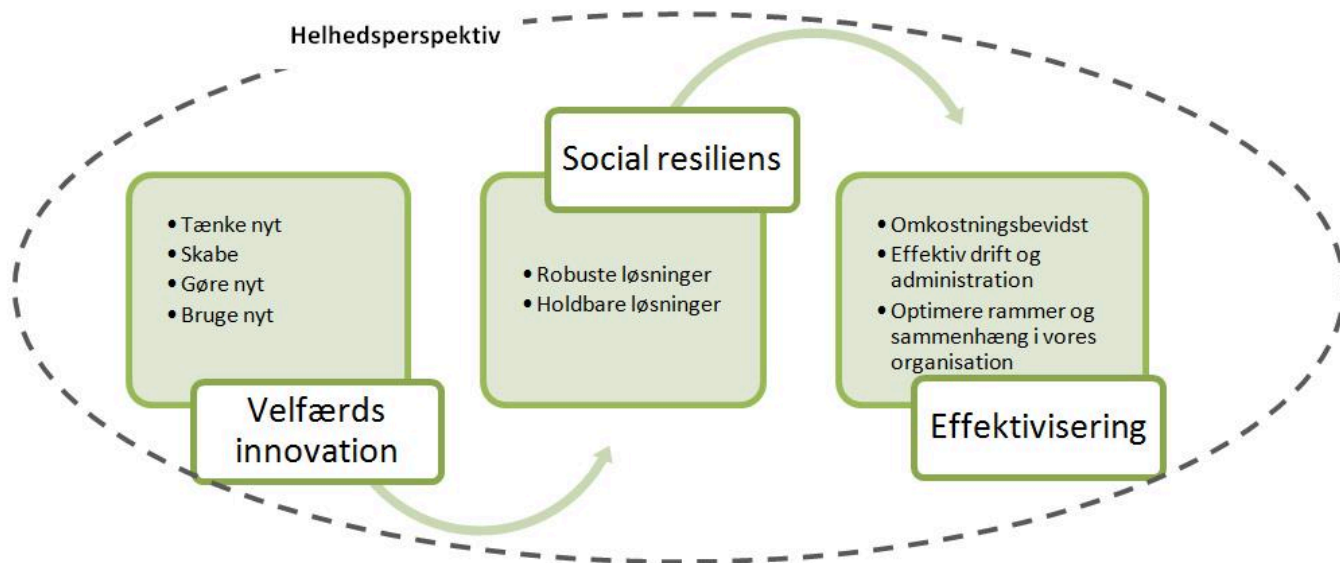 Helhedsperspektiv
• Tænke nyt
• Skabe
• Gøre nyt
• Bruge nyt
Velfærds
innovation
Social resiliens
• Robuste løsninger
• Holdbare løsninger
• Omkostningsbevidst
• Effektiv drift og
administration
• Optimere rammer og
sammenhæng i vores
organisation
Effektivisering